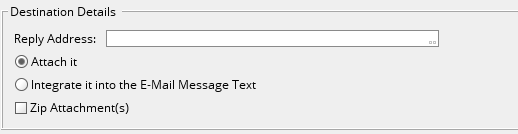 Destination Details
Reply Address:
Attach it
Integrate it into the E-Mail Message Text
Zip Attachment(s)